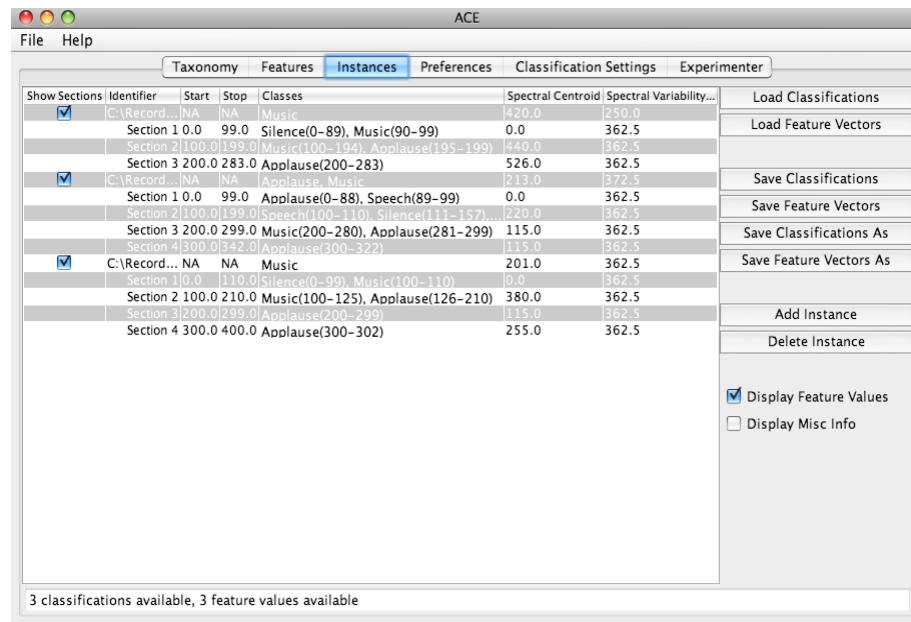 ACE
File Help
Taxonomy Features Instances Preferences Classification Settings Experimenter
Show Sections Identifier Start Stop Classes Spectral Centroid Spectral Variability...
C:\Record... NA NA Music 420.0 250.0
Section 1 0.0 99.0 Silence(0-89), Music(90-99) 0.0 362.5
Section 2 100.0 199.0 Music(100-194), Applause(195-199) 440.0 362.5
Section 3 200.0 283.0 Applause(200-283) 526.0 362.5
C:\Record... NA NA Applause, Music 213.0 372.5
Section 1 0.0 99.0 Applause(0-88), Speech(89-99) 0.0 362.5
Section 2 100.0 199.0 Speech(100-110), Silence(111-157),... 220.0 362.5
Section 3 200.0 299.0 Music(200-280), Applause(281-299) 115.0 362.5
Section 4 300.0 342.0 Applause(300-322) 115.0 362.5
C:\Record... NA NA Music 201.0 362.5
Section 1 0.0 110.0 Silence(0-99), Music(100-110) 0.0 362.5
Section 2 100.0 210.0 Music(100-125), Applause(126-210) 380.0 362.5
Section 3 200.0 299.0 Applause(200-299) 115.0 362.5
Section 4 300.0 400.0 Applause(300-302) 255.0 362.5
Load Classifications
Load Feature Vectors
Save Classifications
Save Feature Vectors
Save Classifications As
Save Feature Vectors As
Add Instance
Delete Instance
Display Feature Values
Display Misc Info
3 classifications available, 3 feature values available